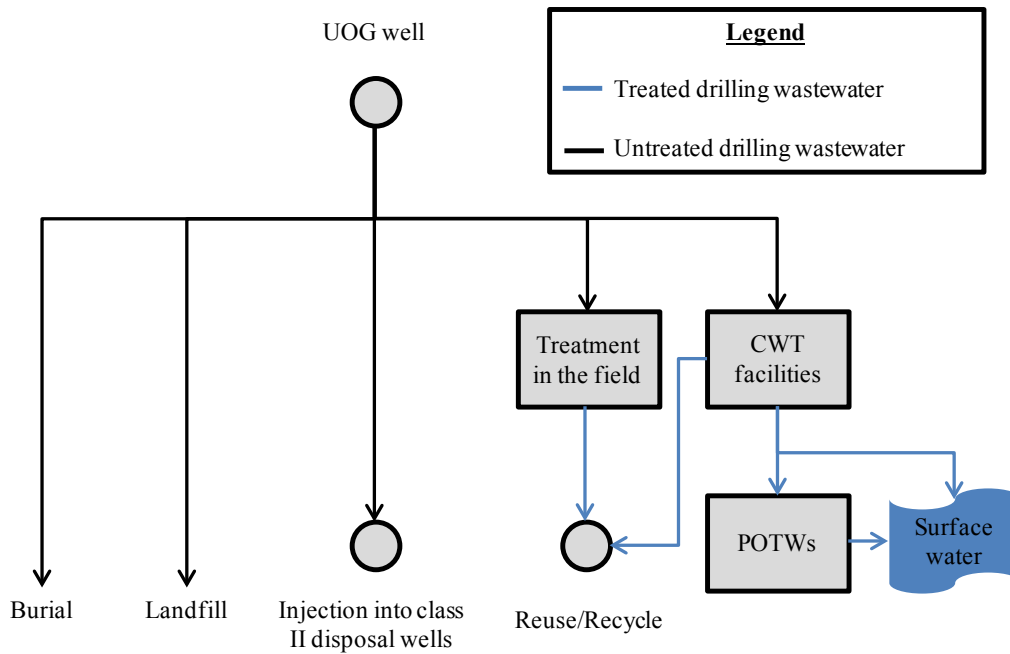 UOG well
Legend
Treated drilling wastewater
Untreated drilling wastewater
Treatment
in the field
CWT
facilities
POTWs
Surface
water
Burial
Landfill
Injection into class
II disposal wells
Reuse/Recycle